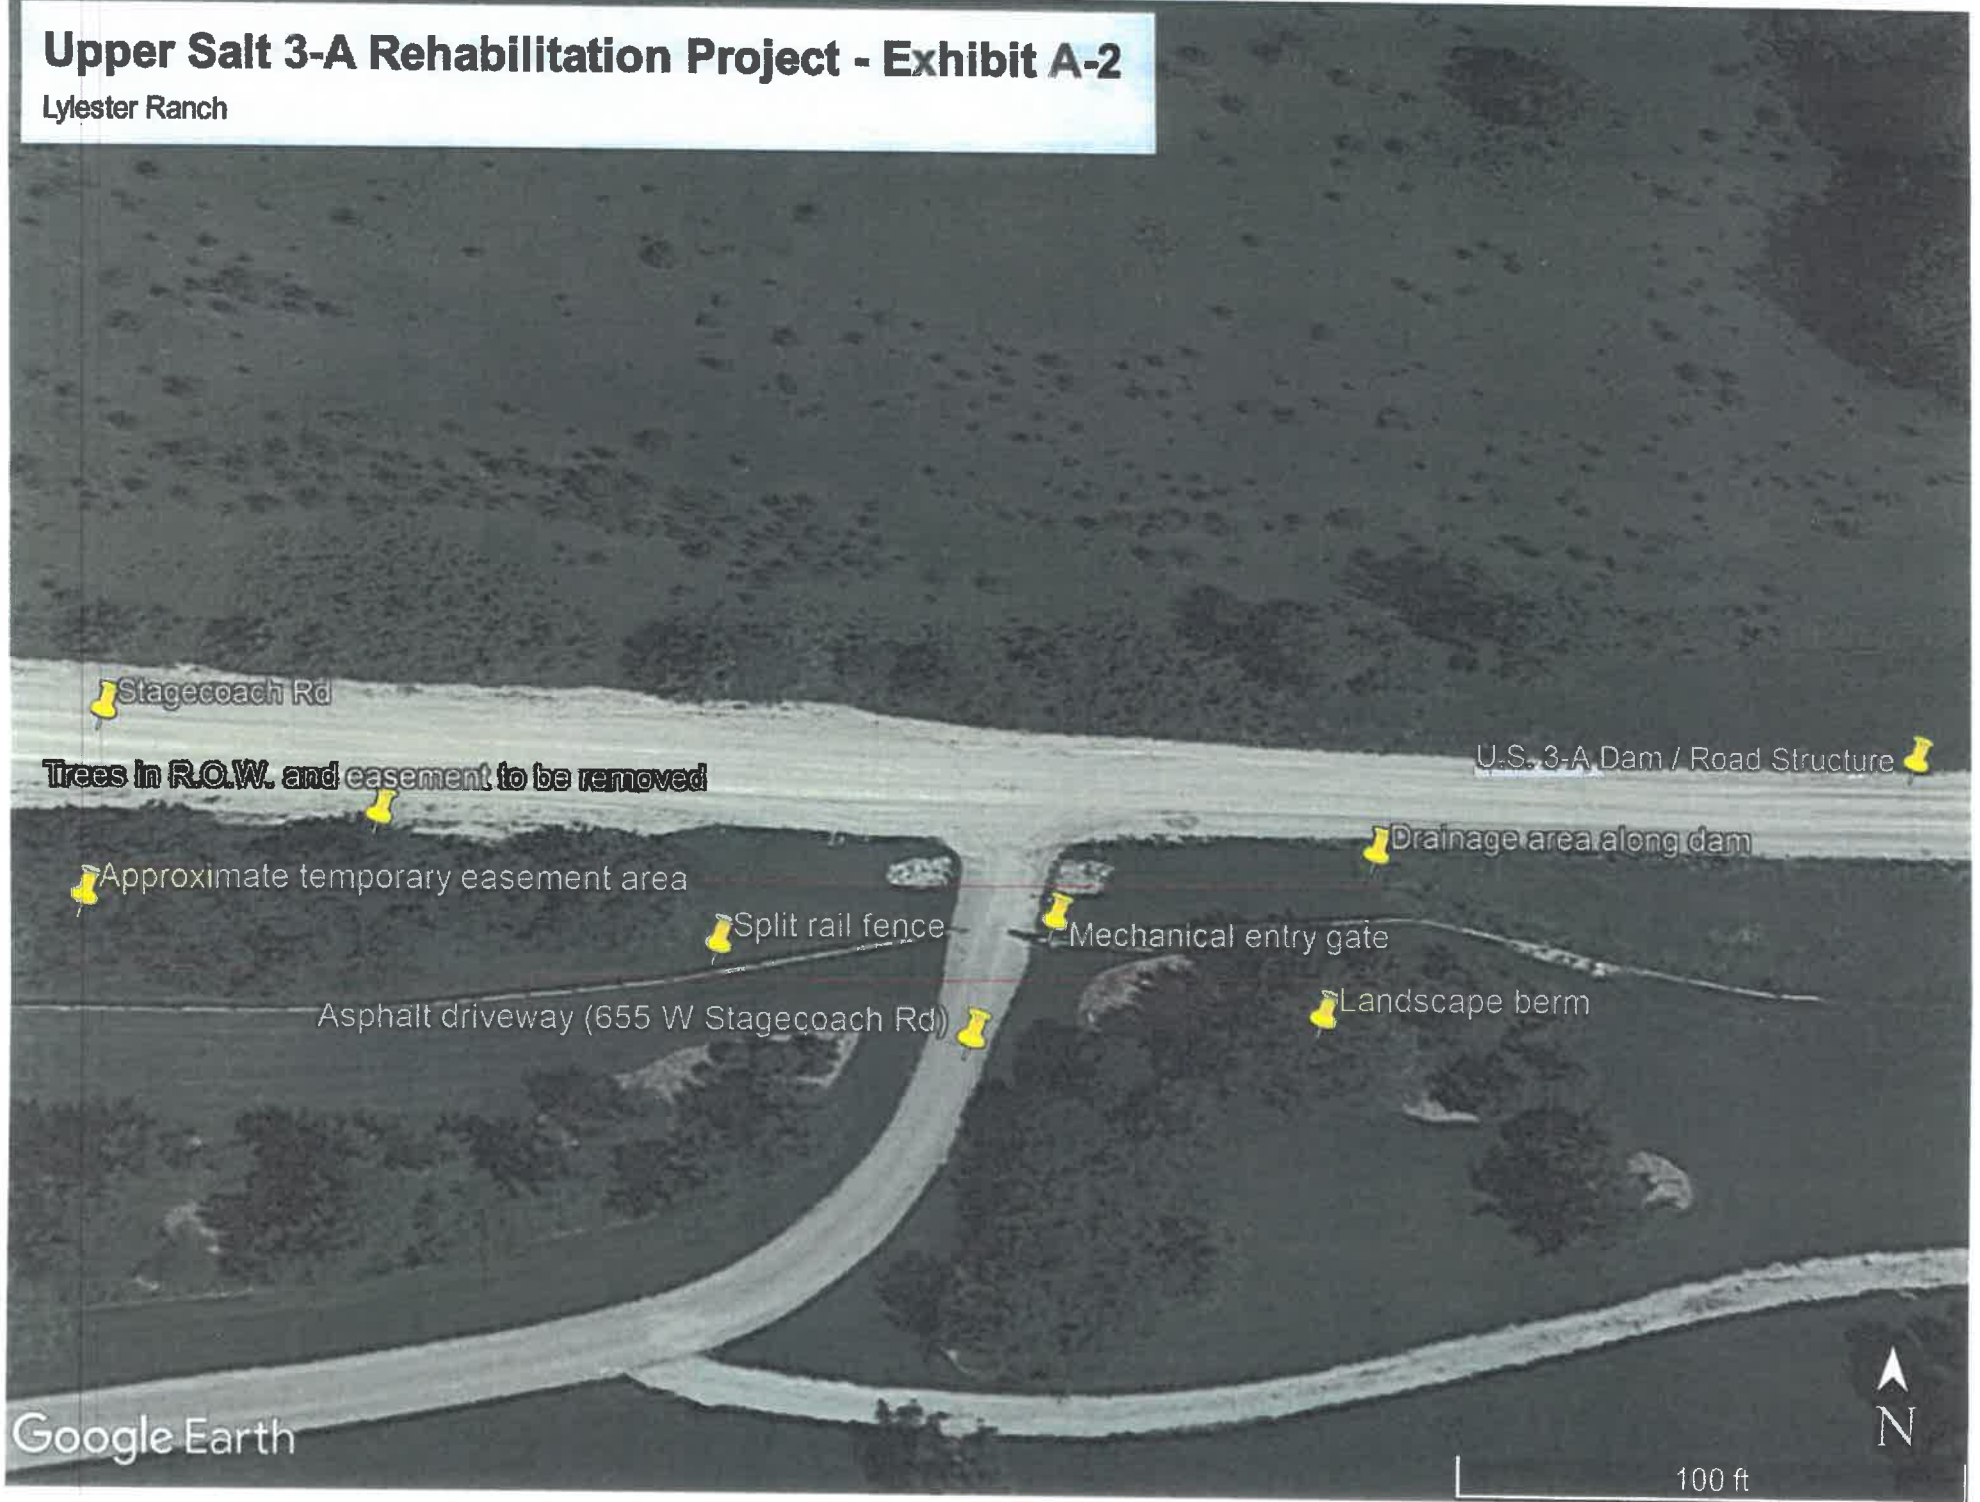 Upper Salt 3-A Rehabilitation Project - Exhibit A-2
Lylester Ranch
Stagecoach Rd
U.S. 3-A Dam / Road Structure
Trees in R.O.W. and easement to be removed
Drainage area along dam
Approximate temporary easement area
Split rail fence
Mechanical entry gate
Asphalt driveway (655 W Stagecoach Rd)
Landscape berm
Google Earth
N
100 ft